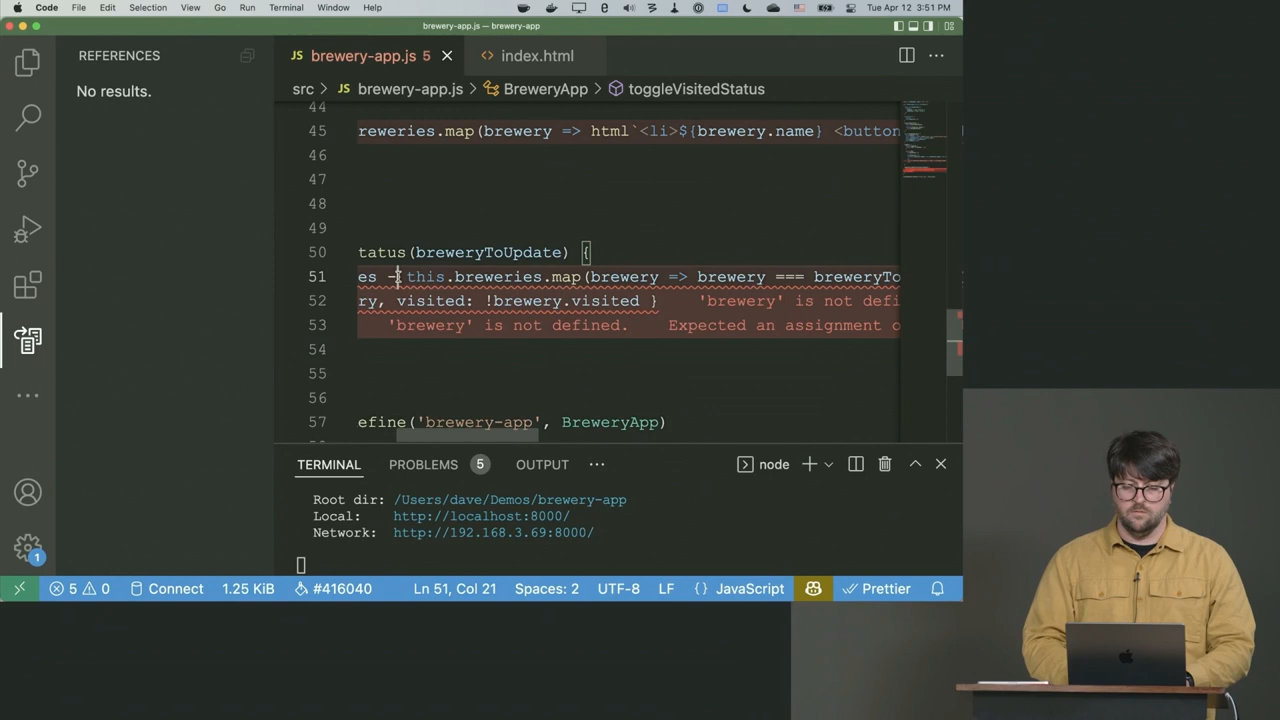 Code File Edit Selection View Go Run Terminal Window Help Tue Apr 12 3:51 PM
brewery-app.js — brewery-app
REFERENCES
No results.
JS brewery-app.js 5
<> index.html
src > JS brewery-app.js > BreweryApp > toggleVisitedStatus
44
45 reweries.map(brewery => html`<li>${brewery.name} <button
46
47
48
49
50 tatus(breweryToUpdate) {
51 es - this.breweries.map(brewery => brewery === breweryTo
52 ry, visited: !brewery.visited } 'brewery' is not defi
53 'brewery' is not defined. Expected an assignment o
54
55
56
57 efine('brewery-app', BreweryApp)
TERMINAL PROBLEMS 5 OUTPUT ··· node
Root dir: /Users/dave/Demos/brewery-app
Local: http://localhost:8000/
Network: http://192.168.3.69:8000/
1
5 0 Connect 1.25 KiB #416040 Ln 51, Col 21 Spaces: 2 UTF-8 LF {} JavaScript Prettier